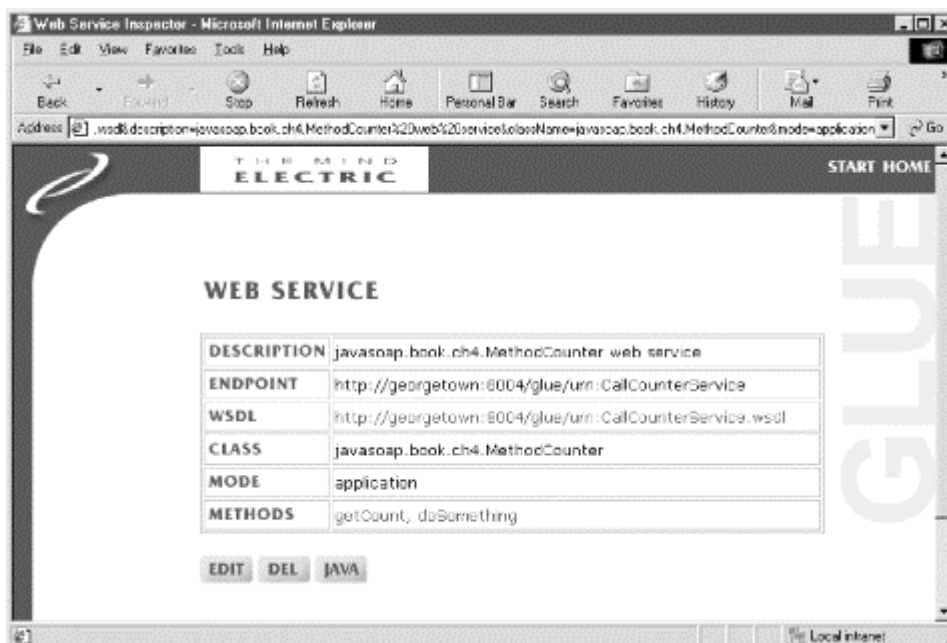 Web Service Inspector - Microsoft Internet Explorer
File Edit View Favorites Tools Help
Back Forward Stop Refresh Home Personal Bar Search Favorites History Mail Print
Address .wsdl&description=javasoap.book.ch4.MethodCounter%20web%20service&className=javasoap.book.ch4.MethodCounter&mode=application Go
THE MIND
ELECTRIC
START HOME
GLUE
WEB SERVICE
DESCRIPTION javasoap.book.ch4.MethodCounter web service
ENDPOINT http://georgetown:8004/glue/urn:CallCounterService
WSDL http://georgetown:8004/glue/urn:CallCounterService.wsdl
CLASS javasoap.book.ch4.MethodCounter
MODE application
METHODS getCount, doSomething
EDIT DEL JAVA
Local intranet